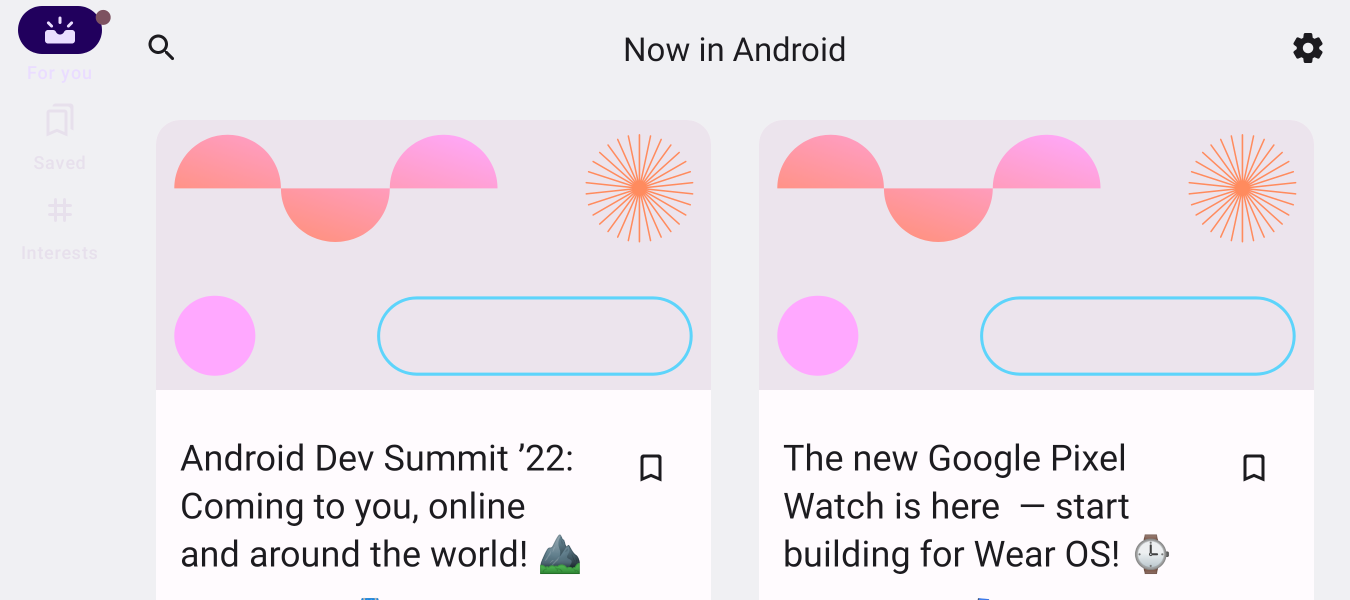 Now in Android
For you
Saved
Interests
Android Dev Summit ’22:
Coming to you, online
and around the world! ⛰️
The new Google Pixel
Watch is here  — start
building for Wear OS! ⌚